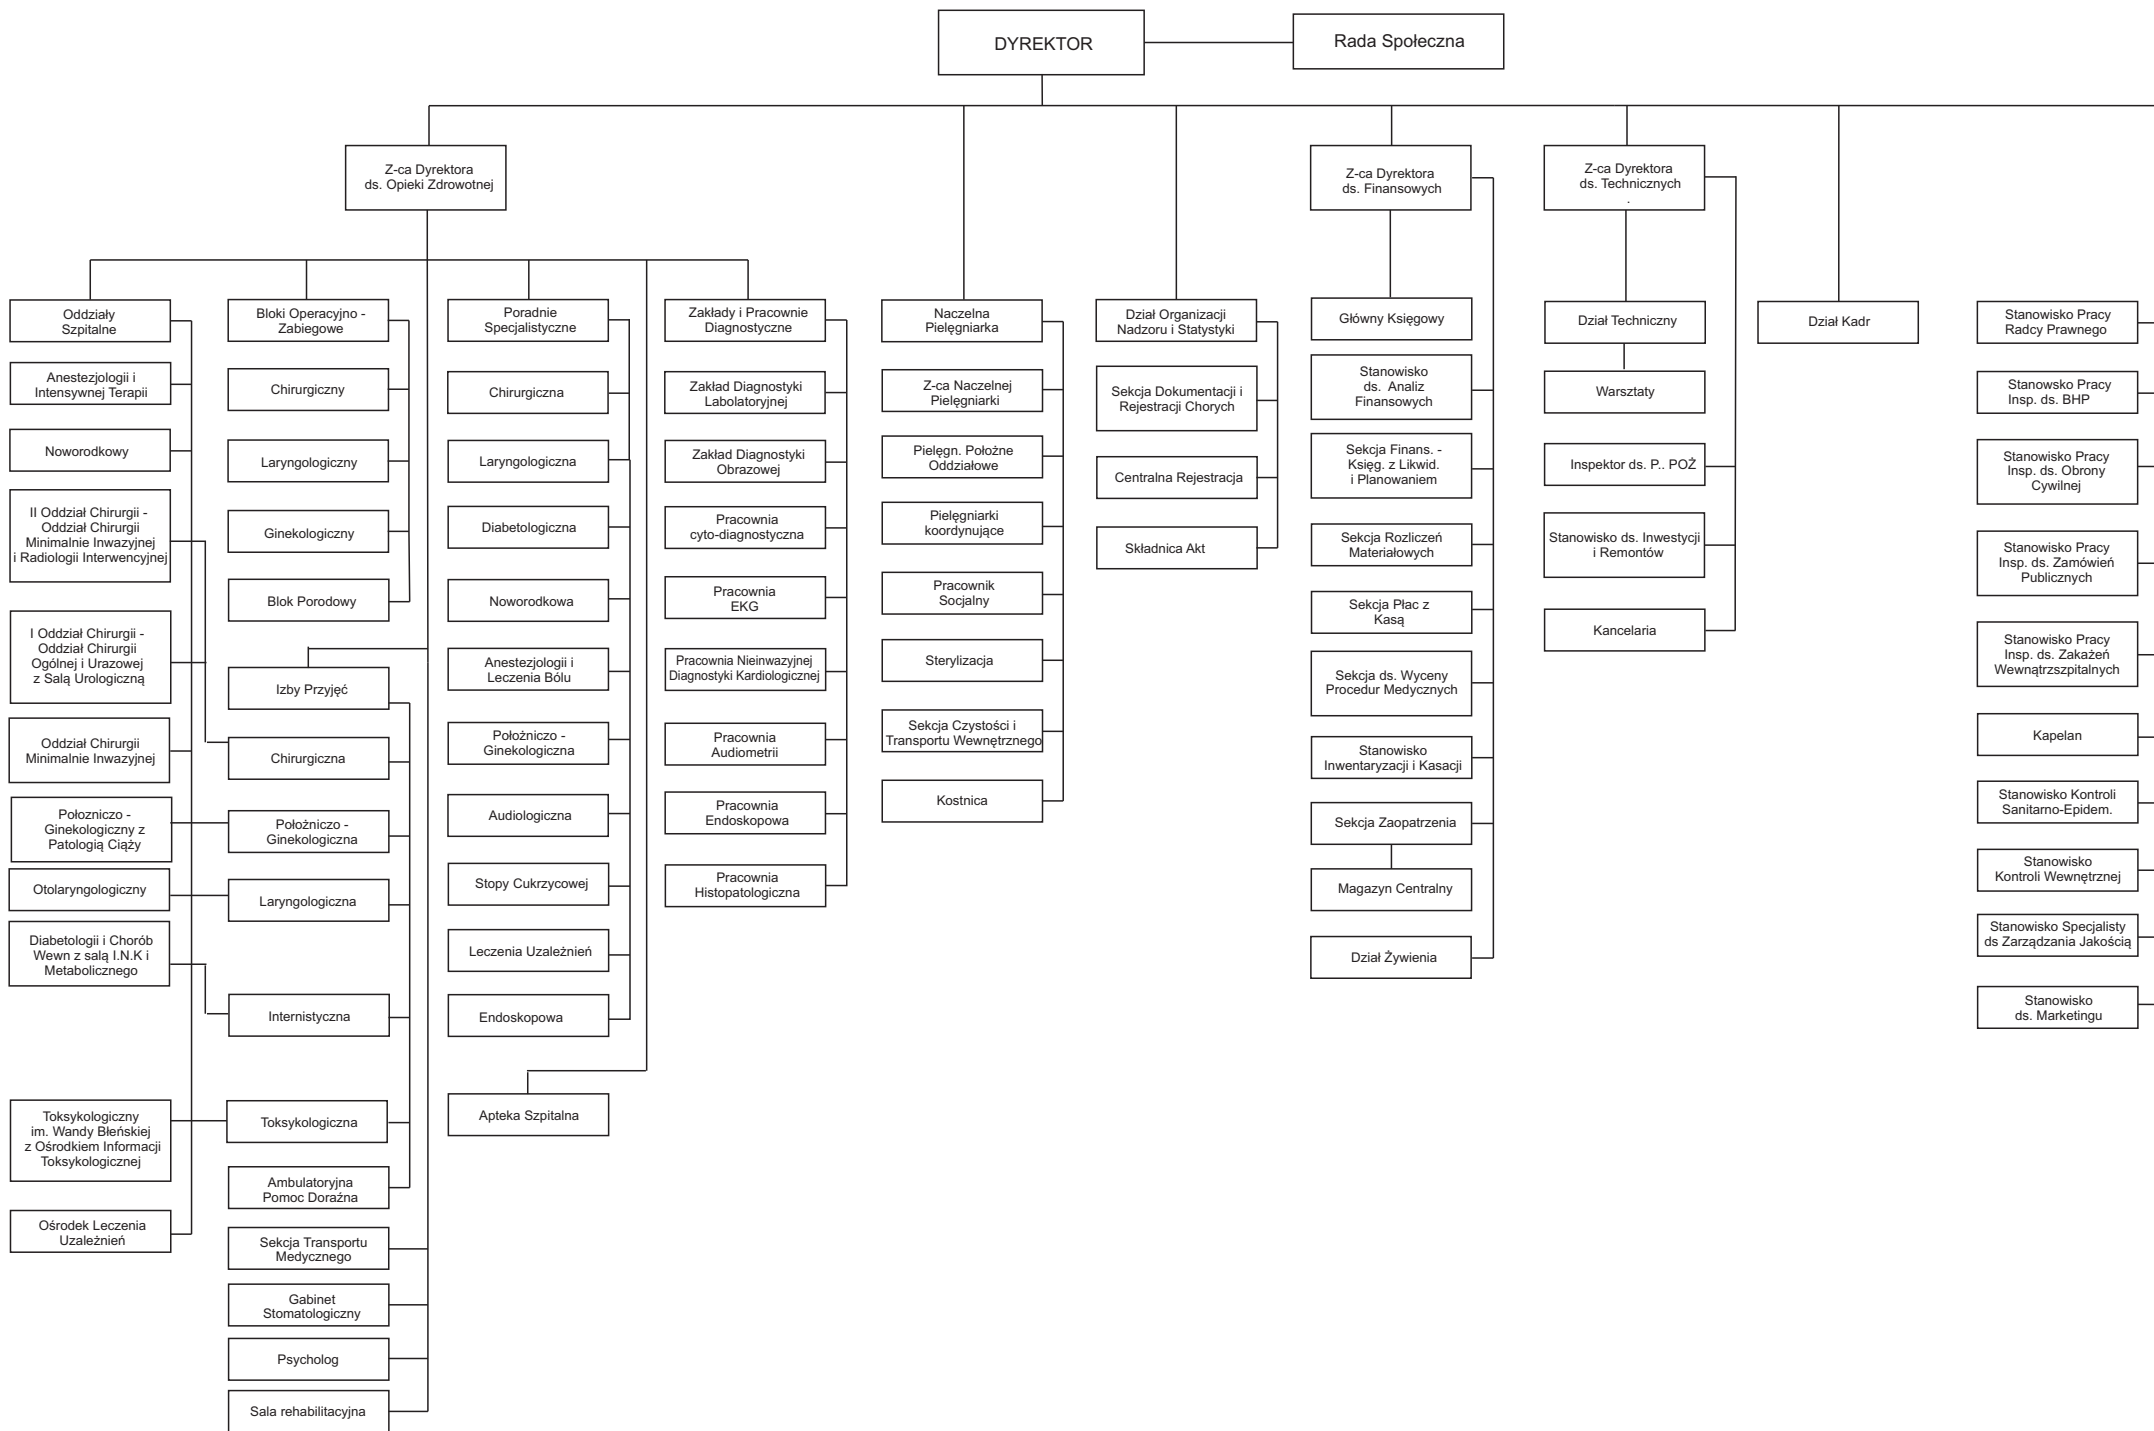 DYREKTOR
Rada Społeczna
Z-ca Dyrektora
ds. Opieki Zdrowotnej
Z-ca Dyrektora
ds. Finansowych
Z-ca Dyrektora
ds. Technicznych
.
Oddziały
Szpitalne
Anestezjologii i
Intensywnej Terapii
Noworodkowy
II Oddział Chirurgii -
Oddział Chirurgii
Minimalnie Inwazyjnej
i Radiologii Interwencyjnej
I Oddział Chirurgii -
Oddział Chirurgii
Ogólnej i Urazowej
z Salą Urologiczną
Oddział Chirurgii
Minimalnie Inwazyjnej
Połozniczo -
Ginekologiczny z
Patologią Ciąży
Otolaryngologiczny
Diabetologii i Chorób
Wewn z salą I.N.K i
Metabolicznego
Toksykologiczny
im. Wandy Błeńskiej
z Ośrodkiem Informacji
Toksykologicznej
Ośrodek Leczenia
Uzależnień
Bloki Operacyjno -
Zabiegowe
Chirurgiczny
Laryngologiczny
Ginekologiczny
Blok Porodowy
Izby Przyjęć
Chirurgiczna
Położniczo -
Ginekologiczna
Laryngologiczna
Internistyczna
Toksykologiczna
Ambulatoryjna
Pomoc Doraźna
Sekcja Transportu
Medycznego
Gabinet
Stomatologiczny
Psycholog
Sala rehabilitacyjna
Poradnie
Specjalistyczne
Chirurgiczna
Laryngologiczna
Diabetologiczna
Noworodkowa
Anestezjologii i
Leczenia Bólu
Położniczo -
Ginekologiczna
Audiologiczna
Stopy Cukrzycowej
Leczenia Uzależnień
Endoskopowa
Apteka Szpitalna
Zakłady i Pracownie
Diagnostyczne
Zakład Diagnostyki
Labolatoryjnej
Zakład Diagnostyki
Obrazowej
Pracownia
cyto-diagnostyczna
Pracownia
EKG
Pracownia Nieinwazyjnej
Diagnostyki Kardiologicznej
Pracownia
Audiometrii
Pracownia
Endoskopowa
Pracownia
Histopatologiczna
Naczelna
Pielęgniarka
Z-ca Naczelnej
Pielęgniarki
Pielęgn. Położne
Oddziałowe
Pielęgniarki
koordynujące
Pracownik
Socjalny
Sterylizacja
Sekcja Czystości i
Transportu Wewnętrznego
Kostnica
Dział Organizacji
Nadzoru i Statystyki
Sekcja Dokumentacji i
Rejestracji Chorych
Centralna Rejestracja
Składnica Akt
Główny Księgowy
Stanowisko
ds. Analiz
Finansowych
Sekcja Finans. -
Księg. z Likwid.
i Planowaniem
Sekcja Rozliczeń
Materiałowych
Sekcja Płac z
Kasą
Sekcja ds. Wyceny
Procedur Medycznych
Stanowisko
Inwentaryzacji i Kasacji
Sekcja Zaopatrzenia
Magazyn Centralny
Dział Żywienia
Dział Techniczny
Warsztaty
Inspektor ds. P.. POŻ
Stanowisko ds. Inwestycji
i Remontów
Kancelaria
Dział Kadr
Stanowisko Pracy
Radcy Prawnego
Stanowsko Pracy
Insp. ds. BHP
Stanowisko Pracy
Insp. ds. Obrony
Cywilnej
Stanowisko Pracy
Insp. ds. Zamówień
Publicznych
Stanowisko Pracy
Insp. ds. Zakażeń
Wewnątrzszpitalnych
Kapelan
Stanowisko Kontroli
Sanitarno-Epidem.
Stanowisko
Kontroli Wewnętrznej
Stanowisko Specjalisty
ds Zarządzania Jakością
Stanowisko
ds. Marketingu